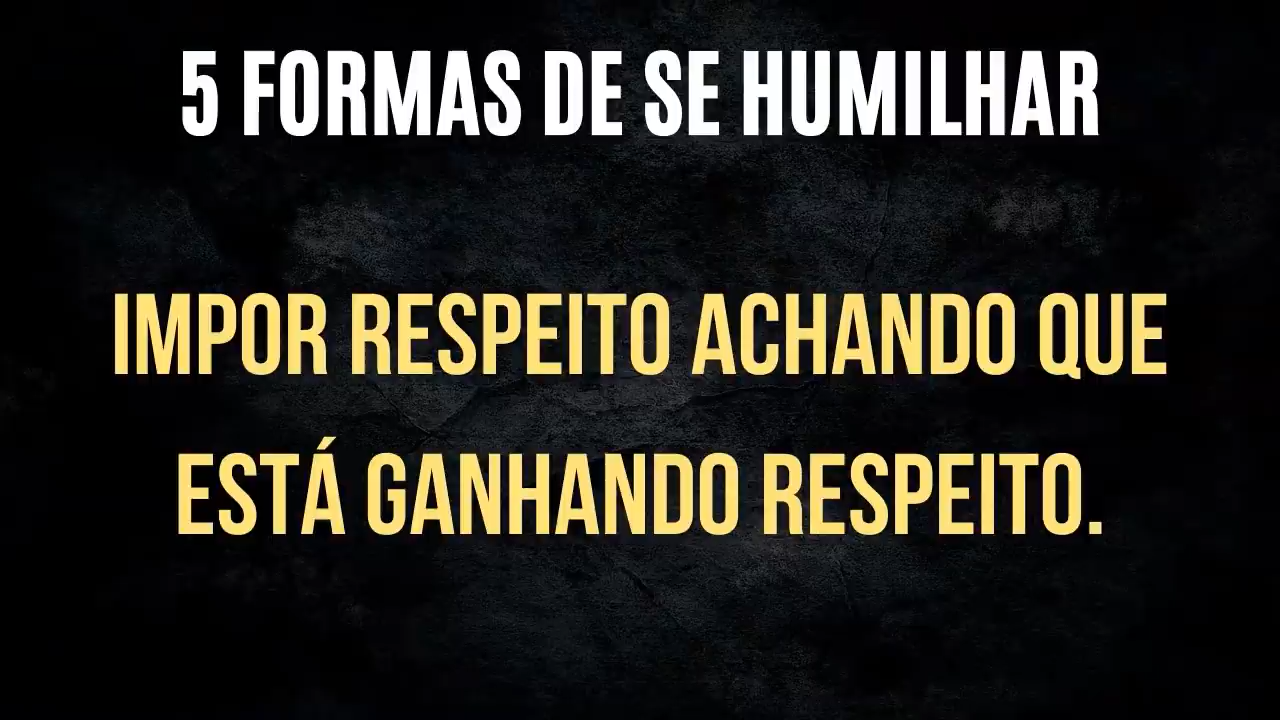 5 FORMAS DE SE HUMILHAR
IMPOR RESPEITO ACHANDO QUE
ESTÁ GANHANDO RESPEITO.